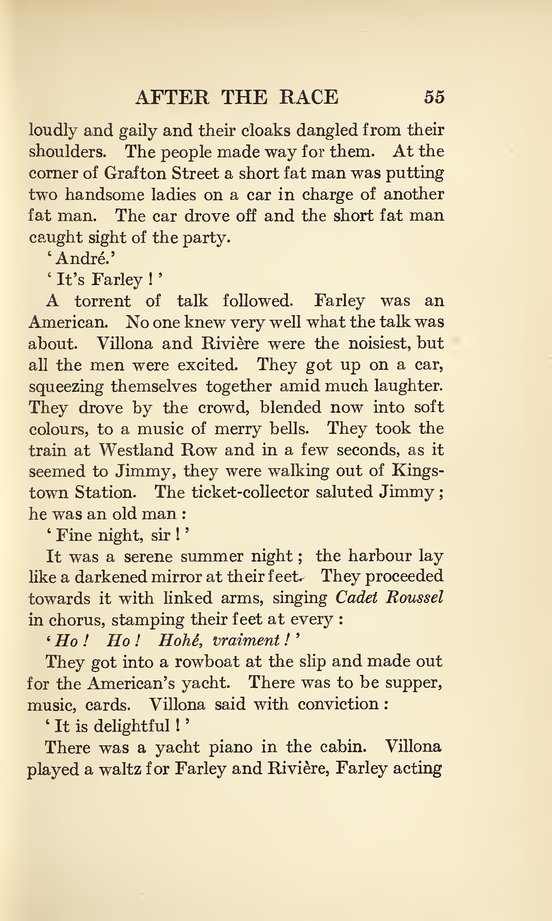 AFTER THE RACE 55
loudly and gaily and their cloaks dangled from their
shoulders. The people made way for them. At the
corner of Grafton Street a short fat man was putting
two handsome ladies on a car in charge of another
fat man. The car drove off and the short fat man
caught sight of the party.
‘André.’
‘It's Farley !’
A torrent of talk followed. Farley was an
American. No one knew very well what the talk was
about. Villona and Rivière were the noisiest, but
all the men were excited. They got up on a car,
squeezing themselves together amid much laughter.
They drove by the crowd, blended now into soft
colours, to a music of merry bells. They took the
train at Westland Row and in a few seconds, as it
seemed to Jimmy, they were walking out of Kings-
town Station. The ticket-collector saluted Jimmy ;
he was an old man :
‘Fine night, sir !’
It was a serene summer night ; the harbour lay
like a darkened mirror at their feet. They proceeded
towards it with linked arms, singing Cadet Roussel
in chorus, stamping their feet at every :
‘Ho ! Ho ! Hohé, vraiment !’
They got into a rowboat at the slip and made out
for the American's yacht. There was to be supper,
music, cards. Villona said with conviction :
‘It is delightful !’
There was a yacht piano in the cabin. Villona
played a waltz for Farley and Rivière, Farley acting